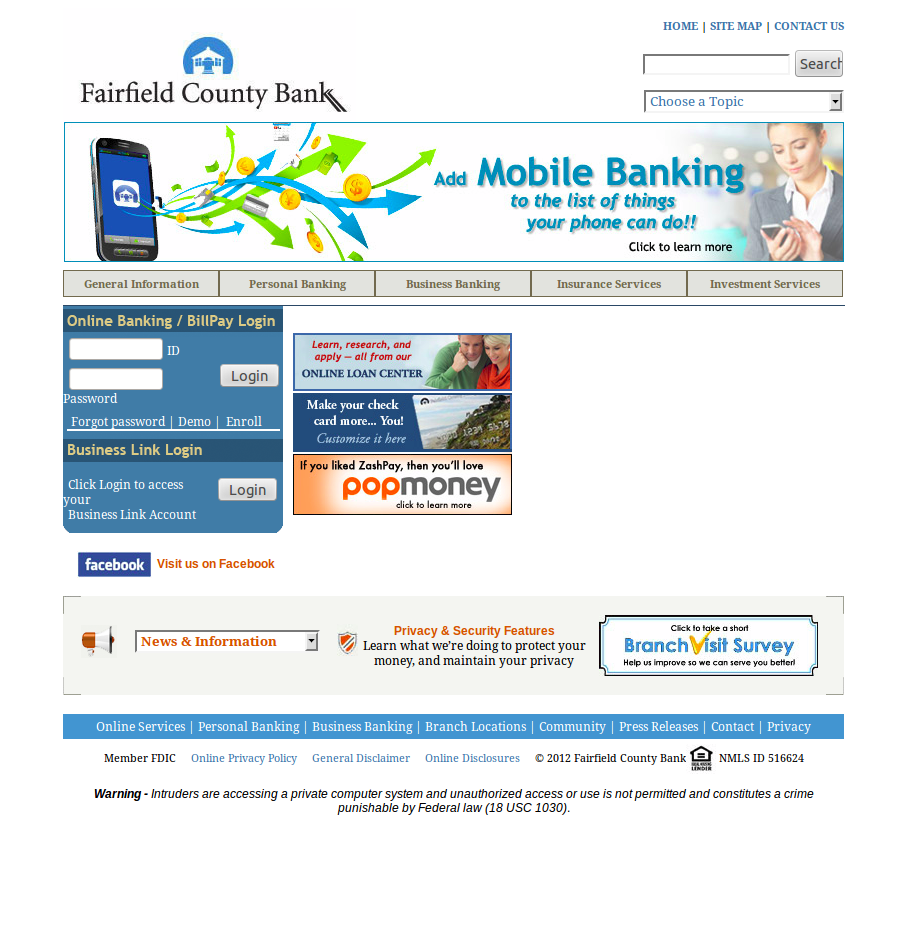 HOME | SITE MAP | CONTACT US
Fairfield County Bank
Search
Choose a Topic
Add Mobile Banking
to the list of things
your phone can do!!
Click to learn more
General Information
Personal Banking
Business Banking
Insurance Services
Investment Services
Online Banking / BillPay Login
ID
Login
Password
Forgot password | Demo | Enroll
Business Link Login
Click Login to access
your
Business Link Account
Login
Learn, research, and
apply — all from our
ONLINE LOAN CENTER
Make your check
card more... You!
Customize it here
If you liked ZashPay, then you'll love
popmoney
click to learn more
facebook Visit us on Facebook
News & Information
Privacy & Security Features
Learn what we're doing to protect your
money, and maintain your privacy
Click to take a short
Branch Visit Survey
Help us improve so we can serve you better!
Online Services | Personal Banking | Business Banking | Branch Locations | Community | Press Releases | Contact | Privacy
Member FDIC Online Privacy Policy General Disclaimer Online Disclosures © 2012 Fairfield County Bank NMLS ID 516624
Warning - Intruders are accessing a private computer system and unauthorized access or use is not permitted and constitutes a crime
punishable by Federal law (18 USC 1030).